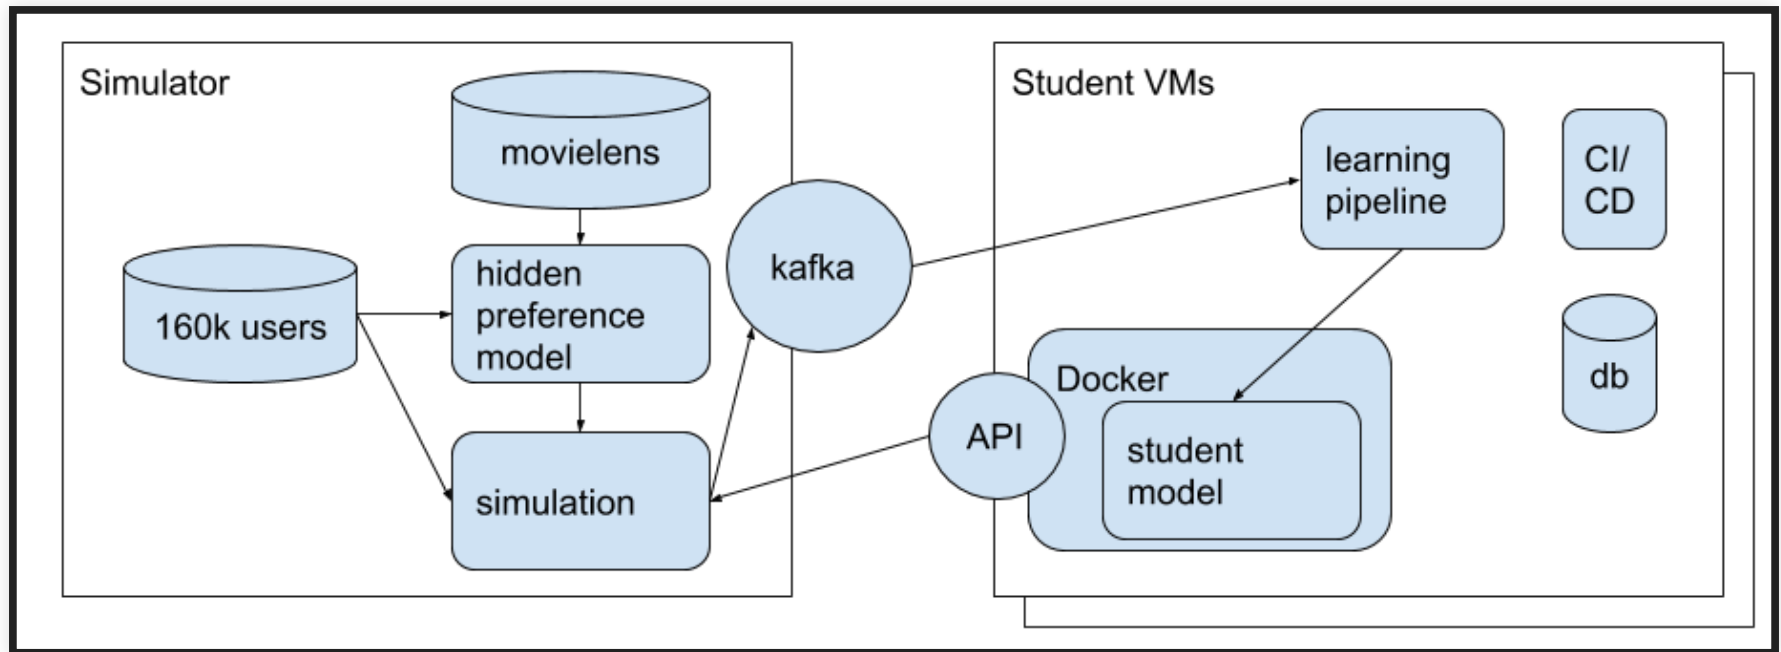 Simulator
movielens
160k users
hidden
preference
model
simulation
kafka
Student VMs
learning
pipeline
CI/
CD
db
API
Docker
student
model